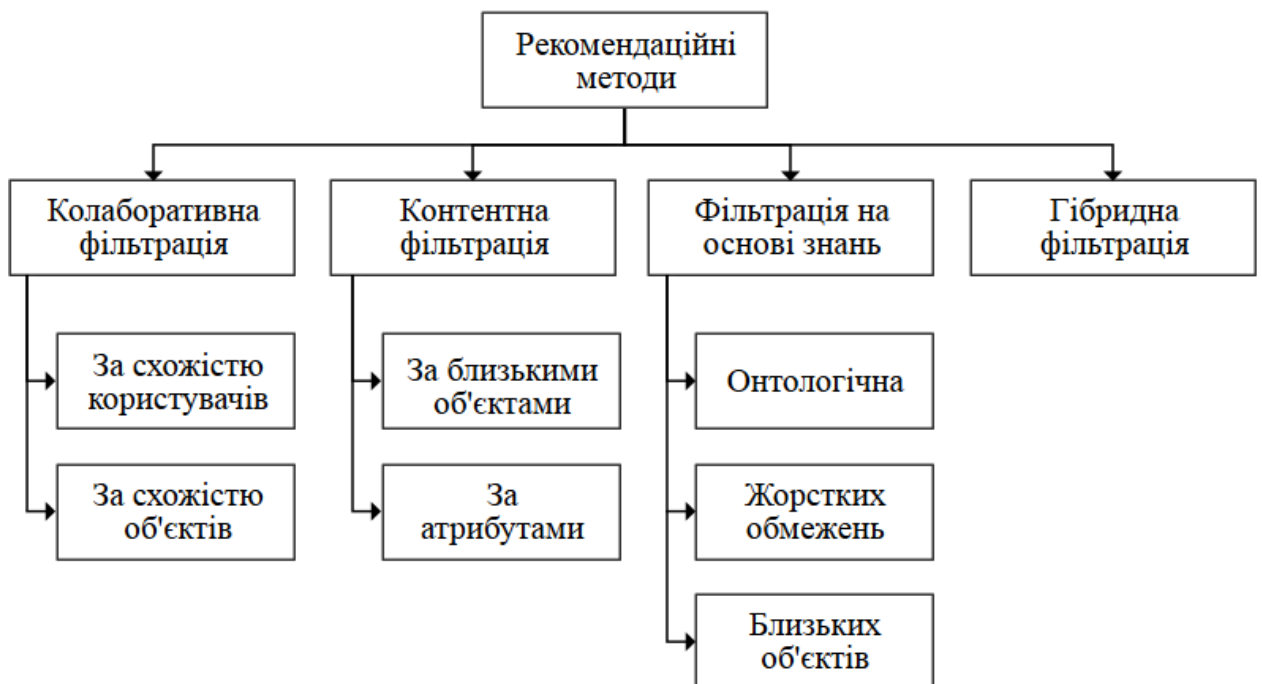 Рекомендаційні
методи
Колаборативна
фільтрація
Контентна
фільтрація
Фільтрація на
основі знань
Гібридна
фільтрація
За схожістю
користувачів
За близькими
об'єктами
Онтологічна
За схожістю
об'єктів
За
атрибутами
Жорстких
обмежень
Близьких
об'єктів